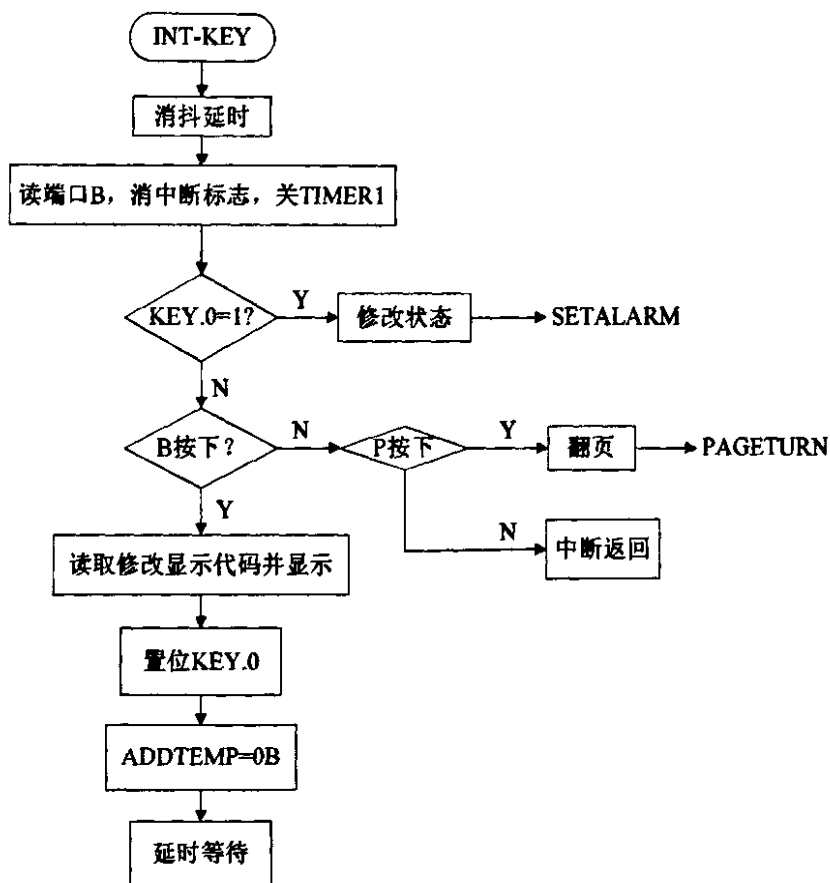 INT-KEY
消抖延时
读端口B，消中断标志，关TIMER1
KEY.0=1?
Y
修改状态
SETALARM
N
B按下？
N
P按下
Y
翻页
PAGETURN
Y
N
中断返回
读取修改显示代码并显示
置位KEY.0
ADDTEMP=0B
延时等待